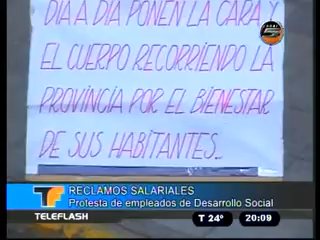 DIA A DIA PONEN LA CARA Y
EL CUERPO RECORRIENDO LA
PROVINCIA POR EL BIENESTAR
DE SUS HABITANTES...
RECLAMOS SALARIALES
Protesta de empleados de Desarrollo Social
TELEFLASH
T 24°
20:09